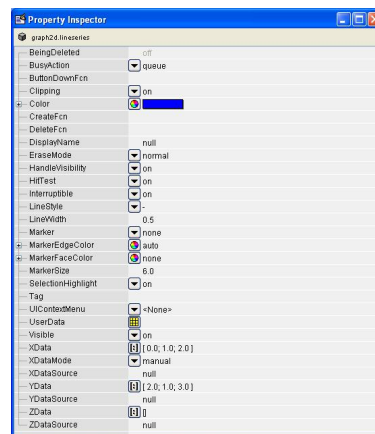 Property Inspector
graph2d.lineseries
BeingDeleted off
BusyAction queue
ButtonDownFcn
Clipping on
Color
CreateFcn
DeleteFcn
DisplayName null
EraseMode normal
HandleVisibility on
HitTest on
Interruptible on
LineStyle -
LineWidth 0.5
Marker none
MarkerEdgeColor auto
MarkerFaceColor none
MarkerSize 6.0
SelectionHighlight on
Tag
UIContextMenu <None>
UserData
Visible on
XData [ 0.0; 1.0; 2.0 ]
XDataMode manual
XDataSource null
YData [ 2.0; 1.0; 3.0 ]
YDataSource null
ZData []
ZDataSource null